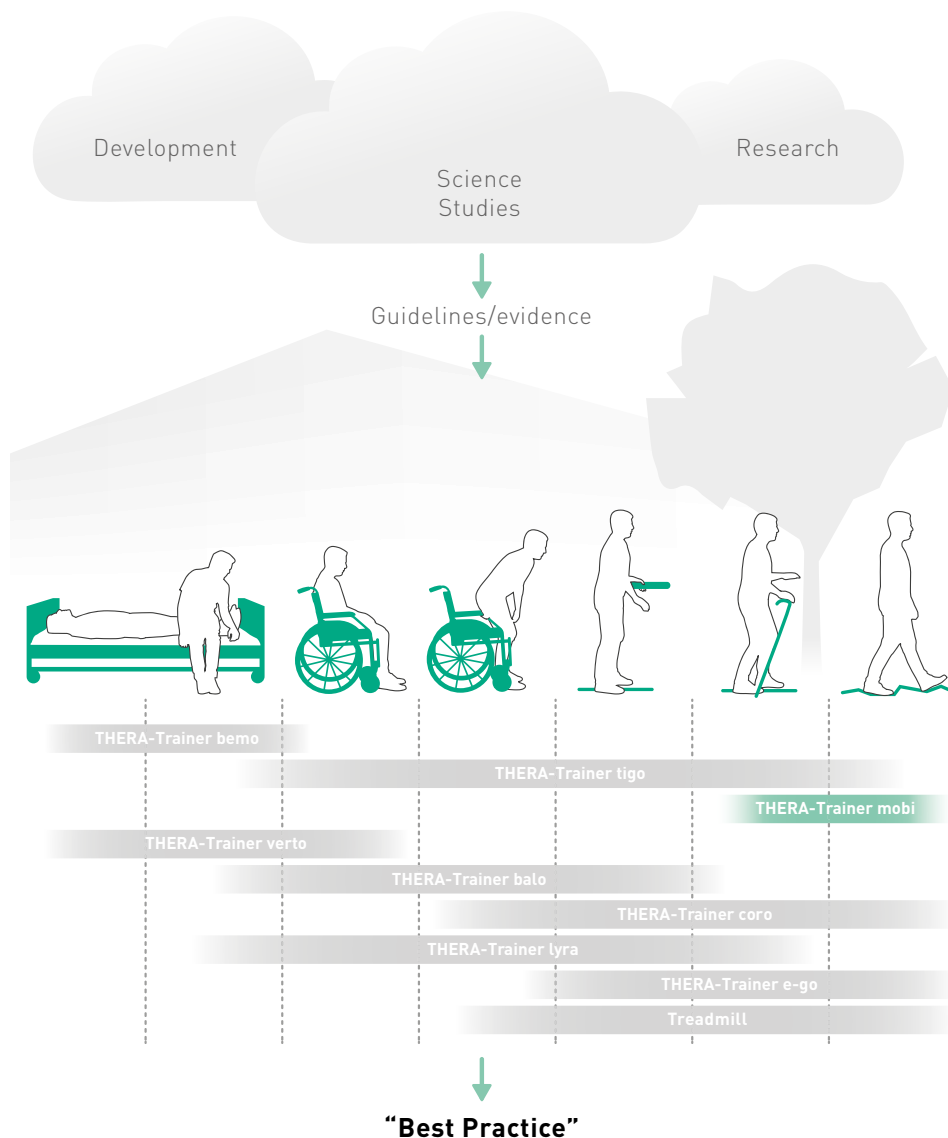 Development
Research
Science
Studies
Guidelines/evidence
THERA-Trainer bemo
THERA-Trainer tigo
THERA-Trainer mobi
THERA-Trainer verto
THERA-Trainer balo
THERA-Trainer coro
THERA-Trainer lyra
THERA-Trainer e-go
Treadmill
“Best Practice”